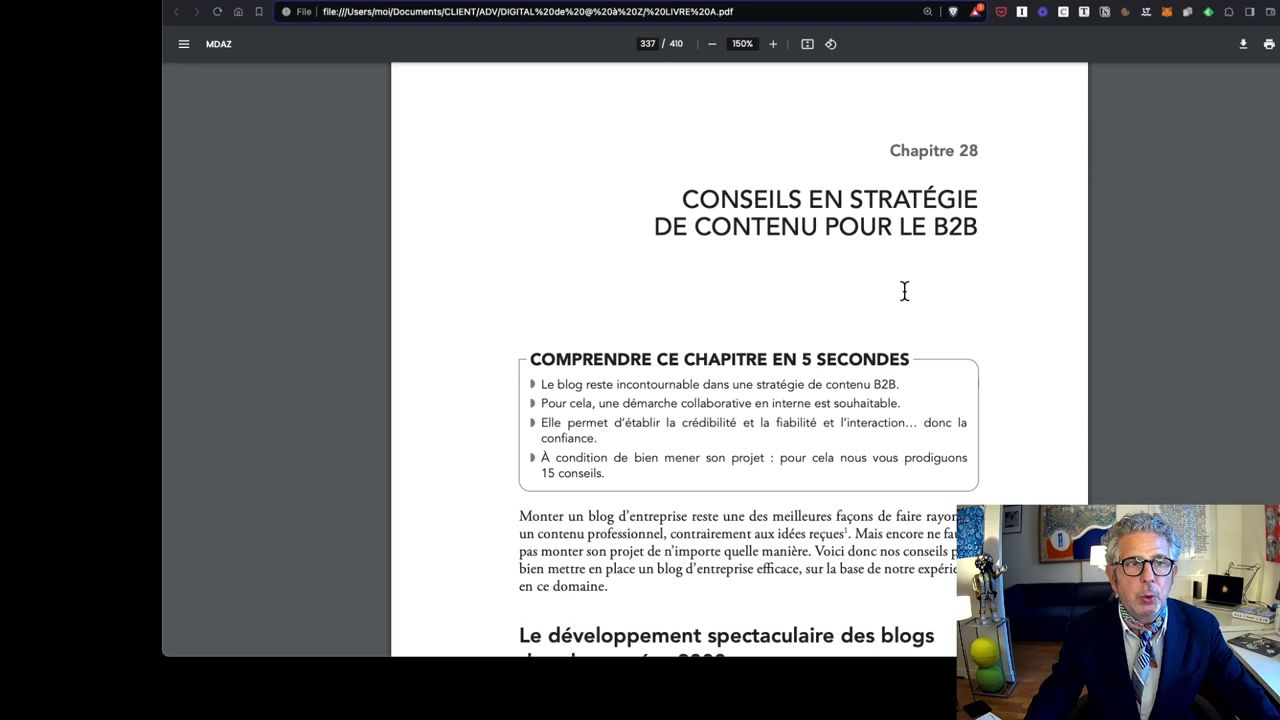 File file:///Users/moi/Documents/CLIENT/ADV/DIGITAL%20de%20@%20à%20Z/%20LIVRE%20A.pdf
MDAZ 337 / 410 150%
Chapitre 28
CONSEILS EN STRATÉGIE
DE CONTENU POUR LE B2B
COMPRENDRE CE CHAPITRE EN 5 SECONDES
Le blog reste incontournable dans une stratégie de contenu B2B.
Pour cela, une démarche collaborative en interne est souhaitable.
Elle permet d'établir la crédibilité et la fiabilité et l'interaction… donc la
confiance.
À condition de bien mener son projet : pour cela nous vous prodiguons
15 conseils.
Monter un blog d'entreprise reste une des meilleures façons de faire rayon
un contenu professionnel, contrairement aux idées reçues¹. Mais encore ne fau
pas monter son projet de n'importe quelle manière. Voici donc nos conseils p
bien mettre en place un blog d'entreprise efficace, sur la base de notre expérie
en ce domaine.
Le développement spectaculaire des blogs